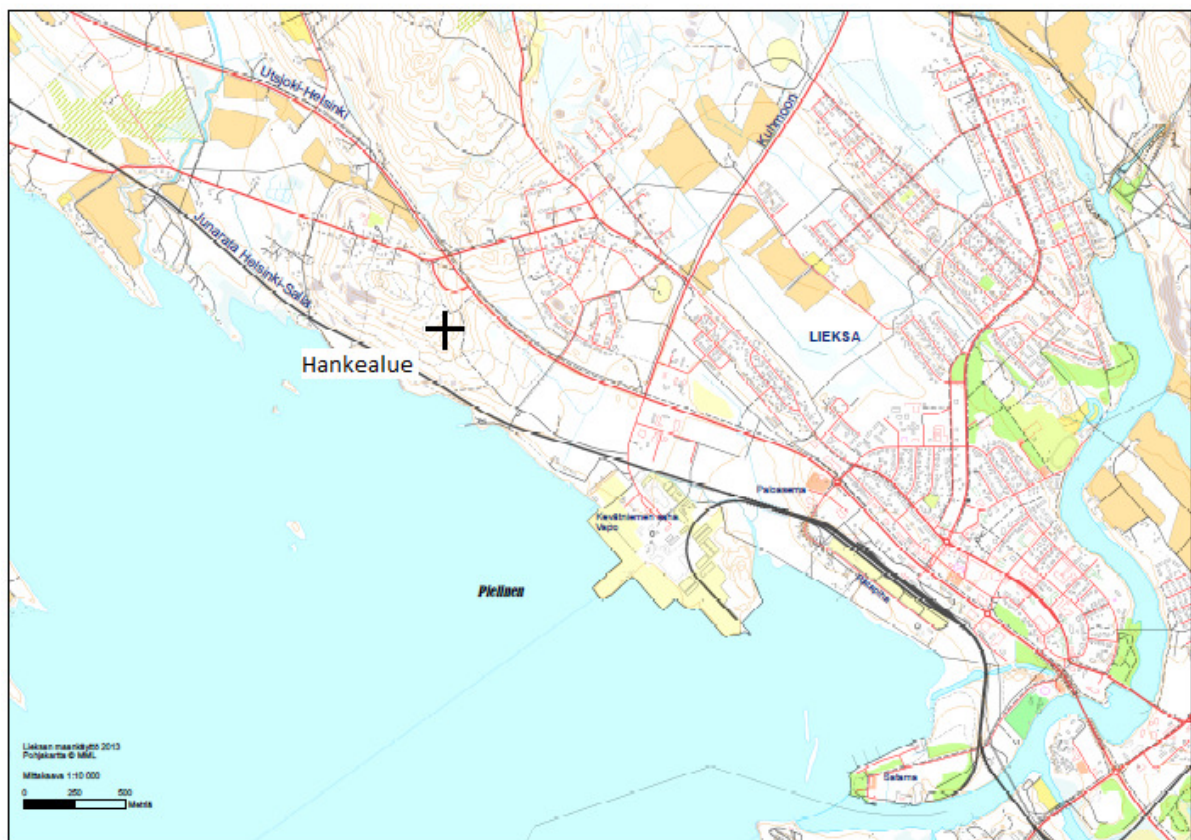 Utsjoki-Helsinki
Kuhmoon
Junarata Helsinki-Salla
LIEKSA
Hankealue
Paloasema
Kevätniemen saha
Vapo
Pielinen
Ratapiha
Satama
Lieksan maankäyttö 2013
Pohjakartta © MML
Mittakaava 1:10 000
0 250 500
Metriä